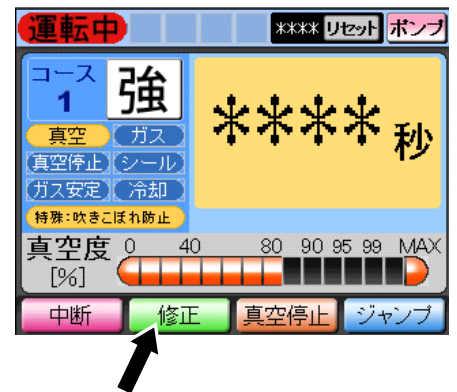 運転中 **** リセット ポンプ
コース 1 強
****秒
真空 ガス
真空停止 シール
ガス安定 冷却
特殊:吹きこぼれ防止
真空度[%] 0 40 80 90 95 99 MAX
中断 修正 真空停止 ジャンプ